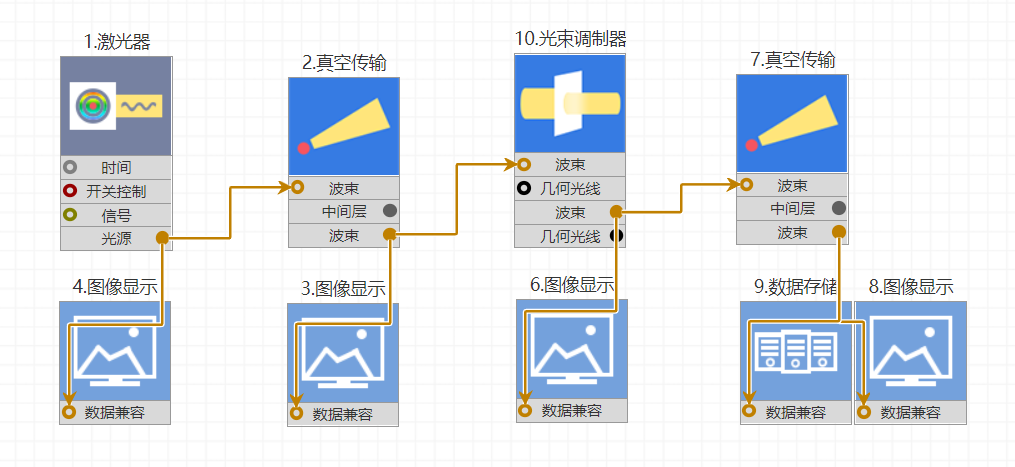 1.激光器
时间
开关控制
信号
光源
2.真空传输
波束
中间层
波束
10.光束调制器
波束
几何光线
波束
几何光线
7.真空传输
波束
中间层
波束
4.图像显示
数据兼容
3.图像显示
数据兼容
6.图像显示
数据兼容
9.数据存储
数据兼容
8.图像显示
数据兼容